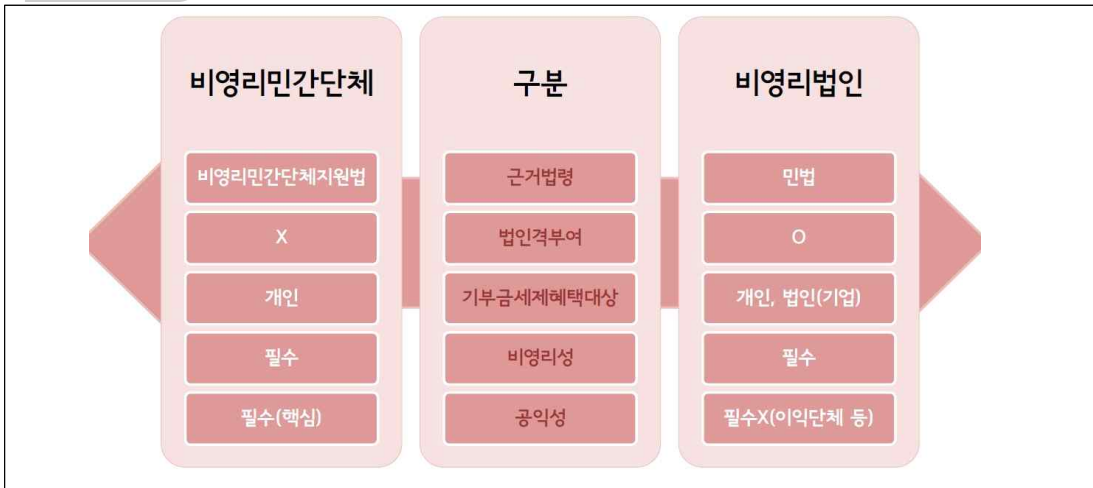 비영리민간단체 구분 비영리법인
비영리민간단체지원법 근거법령 민법
X 법인격부여 O
개인 기부금세제혜택대상 개인, 법인(기업)
필수 비영리성 필수
필수(핵심) 공익성 필수X(이익단체 등)